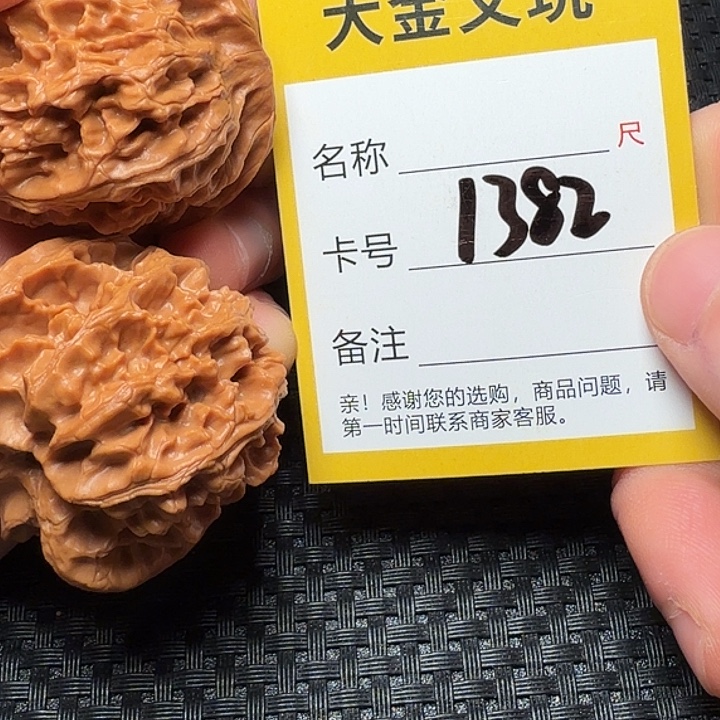 大金文玩
名称 尺
卡号 1382
备注
亲！感谢您的选购，商品问题，请
第一时间联系商家客服。